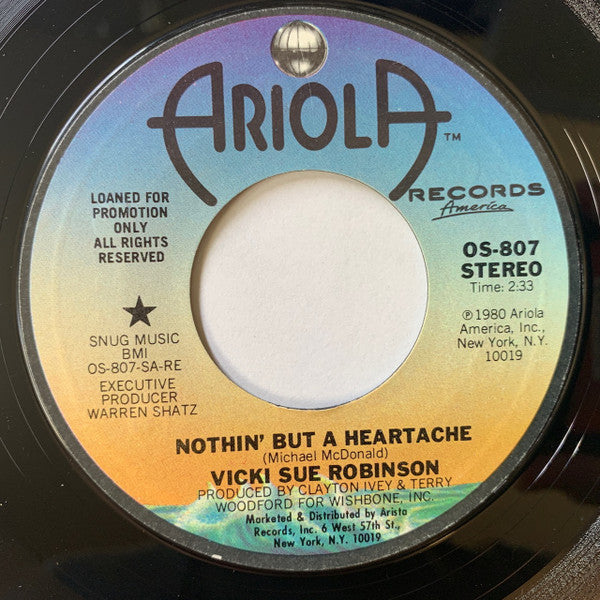 ARIOLA™
RECORDS
America
LOANED FOR
PROMOTION
ONLY
ALL RIGHTS
RESERVED
OS-807
STEREO
Time: 2:33
℗ 1980 Ariola
America, Inc.,
New York, N.Y.
10019
★
SNUG MUSIC
BMI
OS-807-SA-RE
EXECUTIVE
PRODUCER
WARREN SHATZ
NOTHIN' BUT A HEARTACHE
(Michael McDonald)
VICKI SUE ROBINSON
PRODUCED BY CLAYTON IVEY & TERRY
WOODFORD FOR WISHBONE, INC.
Marketed & Distributed by Arista
Records, Inc. 6 West 57th St.,
New York, N.Y. 10019